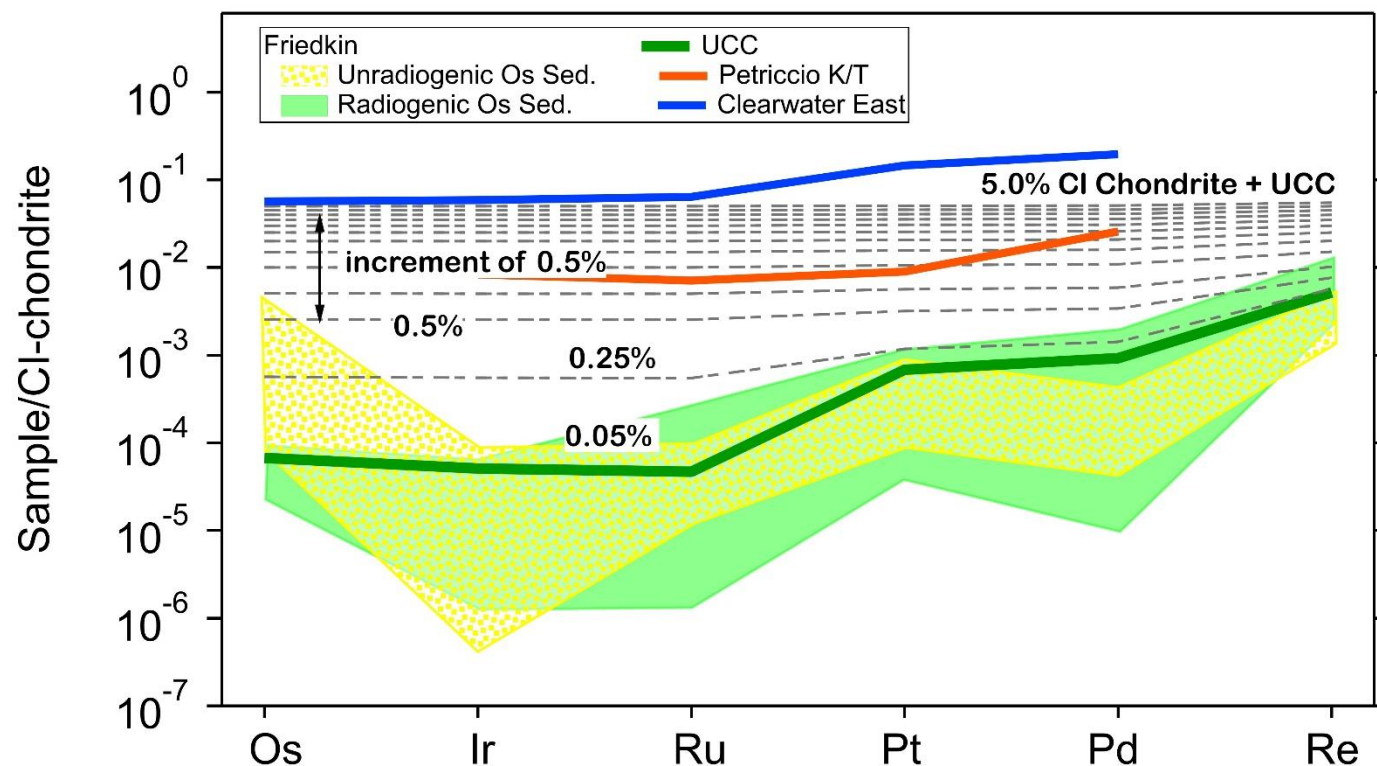 Friedkin
UCC
Unradiogenic Os Sed.
Petriccio K/T
Radiogenic Os Sed.
Clearwater East
Sample/CI-chondrite
10^0
10^-1
10^-2
10^-3
10^-4
10^-5
10^-6
10^-7
5.0% CI Chondrite + UCC
increment of 0.5%
0.5%
0.25%
0.05%
Os Ir Ru Pt Pd Re